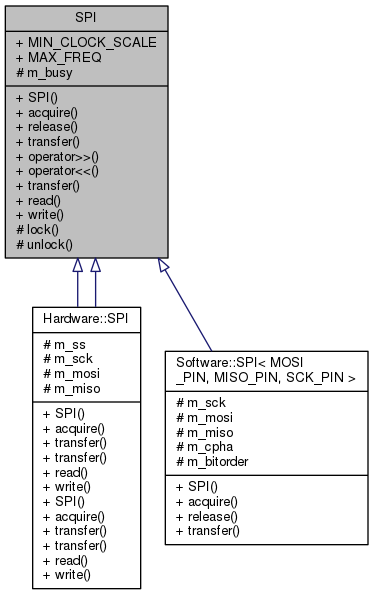 SPI
+ MIN_CLOCK_SCALE
+ MAX_FREQ
# m_busy
+ SPI()
+ acquire()
+ release()
+ transfer()
+ operator>>()
+ operator<<()
+ transfer()
+ read()
+ write()
# lock()
# unlock()
Hardware::SPI
# m_ss
# m_sck
# m_mosi
# m_miso
+ SPI()
+ acquire()
+ transfer()
+ transfer()
+ read()
+ write()
+ SPI()
+ acquire()
+ transfer()
+ transfer()
+ read()
+ write()
Software::SPI< MOSI
_PIN, MISO_PIN, SCK_PIN >
# m_sck
# m_mosi
# m_miso
# m_cpha
# m_bitorder
+ SPI()
+ acquire()
+ release()
+ transfer()